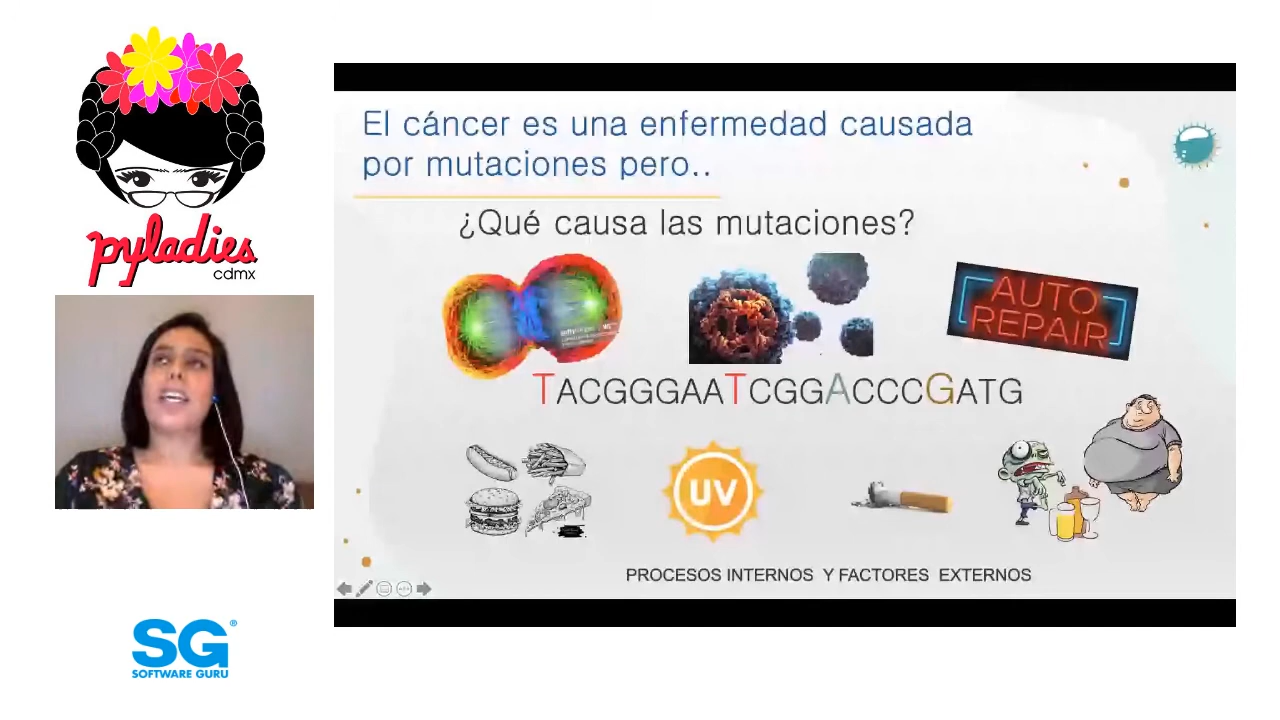 pyladies
cdmx
El cáncer es una enfermedad causada
por mutaciones pero..
¿Qué causa las mutaciones?
AUTO
REPAIR
TACGGGAATCGGACCCGATG
UV
PROCESOS INTERNOS Y FACTORES EXTERNOS
SG®
SOFTWARE GURU